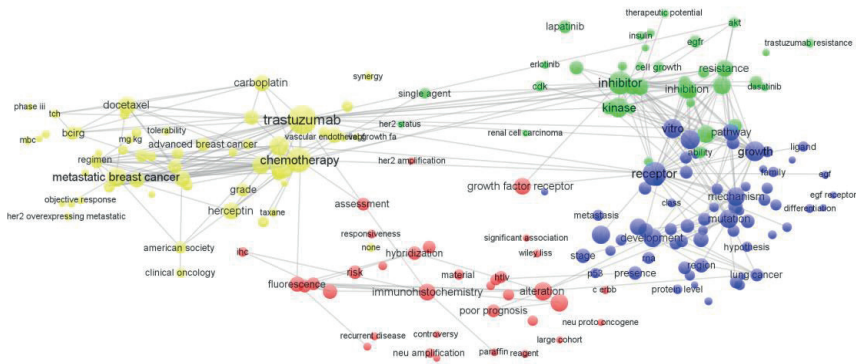 therapeutic potential
lapatinib
akt
insulin
egfr
trastuzumab resistance
erlotinib
cell growth
resistance
synergy
carboplatin
inhibitor
inhibition
dasatinib
single agent
cdk
phase iii
tch
docetaxel
kinase
trastuzumab
her2 status
vitro
pathway
bcirg
tolerability
vascular endothelial growth fa
renal cell carcinoma
mbc
mg kg
advanced breast cancer
ability
growth
ligand
regimen
chemotherapy
her2 amplification
metastatic breast cancer
receptor
family
egf
grade
growth factor receptor
class
mechanism
egf receptor
objective response
herceptin
assessment
differentiation
her2 overexpressing metastatic
taxane
metastasis
mutation
responsiveness
significant association
development
american society
none
hybridization
wiley liss
stage
hypothesis
ihc
rna
clinical oncology
risk
material
htlv
p53
presence
region
lung cancer
fluorescence
immunohistochemistry
alteration
c erbb
protein level
poor prognosis
neu protooncogene
recurrent disease
controversy
large cohort
neu amplification
paraffin
reagent